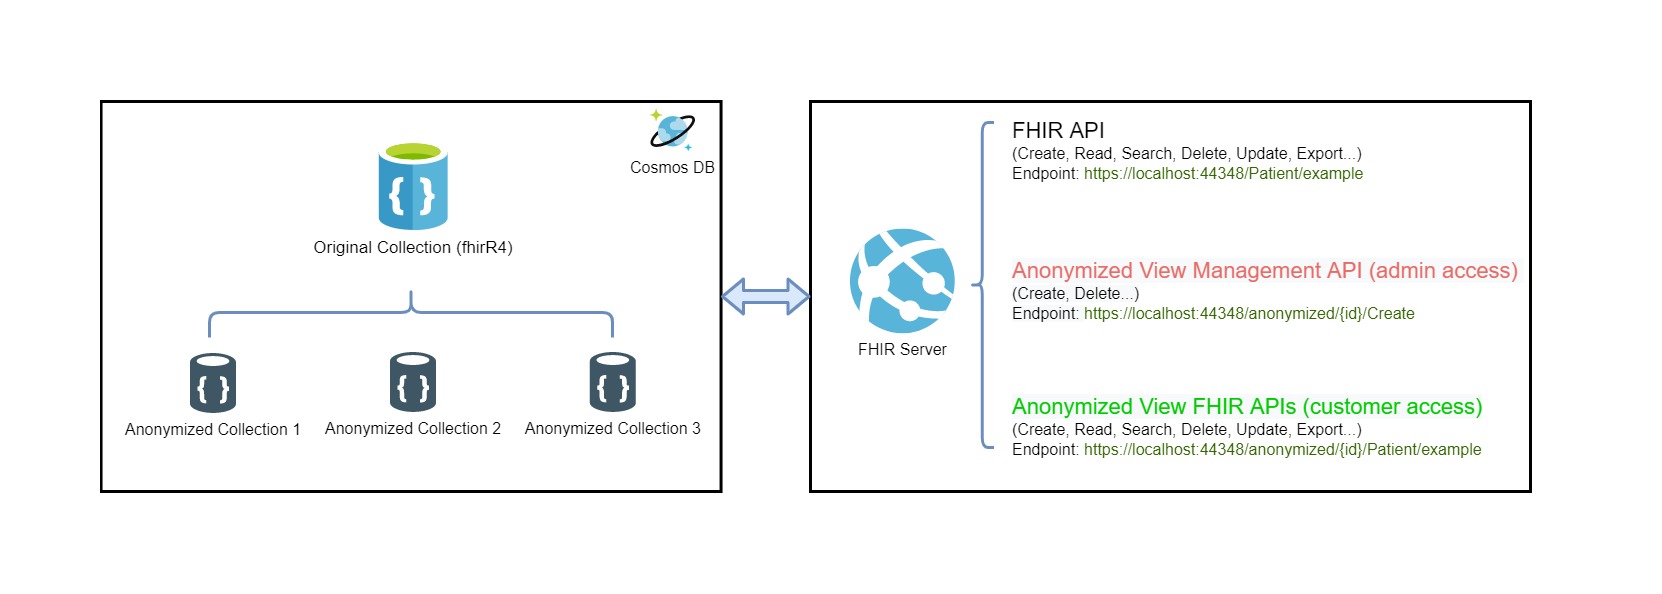 Cosmos DB
{ }
Original Collection (fhirR4)
{ }
{ }
{ }
Anonymized Collection 1
Anonymized Collection 2
Anonymized Collection 3
FHIR Server
FHIR API
(Create, Read, Search, Delete, Update, Export...)
Endpoint: https://localhost:44348/Patient/example
Anonymized View Management API (admin access)
(Create, Delete...)
Endpoint: https://localhost:44348/anonymized/{id}/Create
Anonymized View FHIR APIs (customer access)
(Create, Read, Search, Delete, Update, Export...)
Endpoint: https://localhost:44348/anonymized/{id}/Patient/example